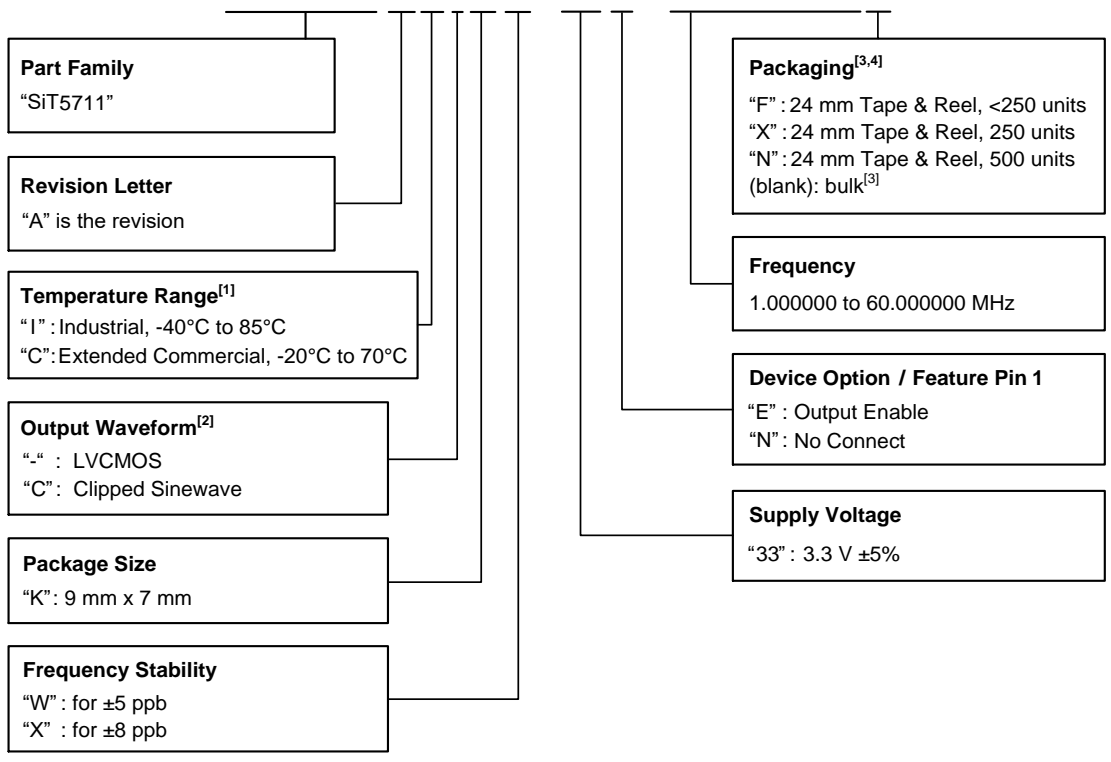 Part Family
“SiT5711”
Revision Letter
“A” is the revision
Temperature Range[1]
“I”: Industrial, -40°C to 85°C
“C”: Extended Commercial, -20°C to 70°C
Output Waveform[2]
“-“ : LVCMOS
“C”: Clipped Sinewave
Package Size
“K”: 9 mm x 7 mm
Frequency Stability
“W”: for ±5 ppb
“X” : for ±8 ppb
Packaging[3,4]
“F”: 24 mm Tape & Reel, <250 units
“X”: 24 mm Tape & Reel, 250 units
“N”: 24 mm Tape & Reel, 500 units
(blank): bulk[3]
Frequency
1.000000 to 60.000000 MHz
Device Option / Feature Pin 1
“E” : Output Enable
“N”: No Connect
Supply Voltage
“33”: 3.3 V ±5%